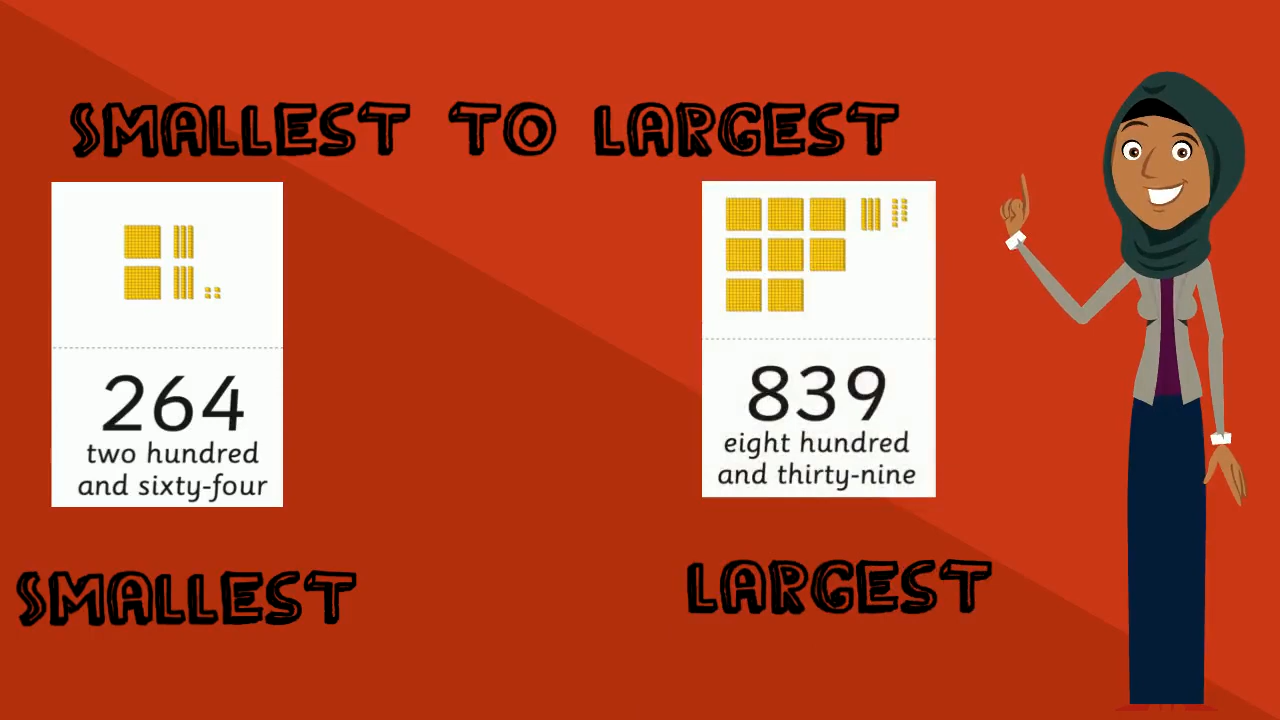 SMALLEST TO LARGEST
264
two hundred
and sixty-four
839
eight hundred
and thirty-nine
SMALLEST
LARGEST